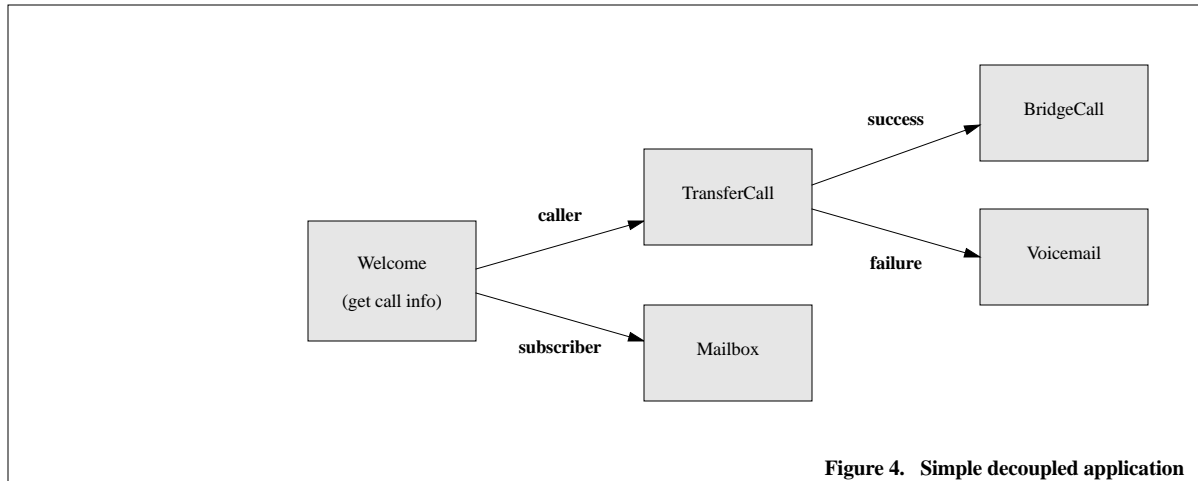 BridgeCall
success
TransferCall
caller
Welcome
(get call info)
failure
Voicemail
subscriber
Mailbox
Figure 4. Simple decoupled application